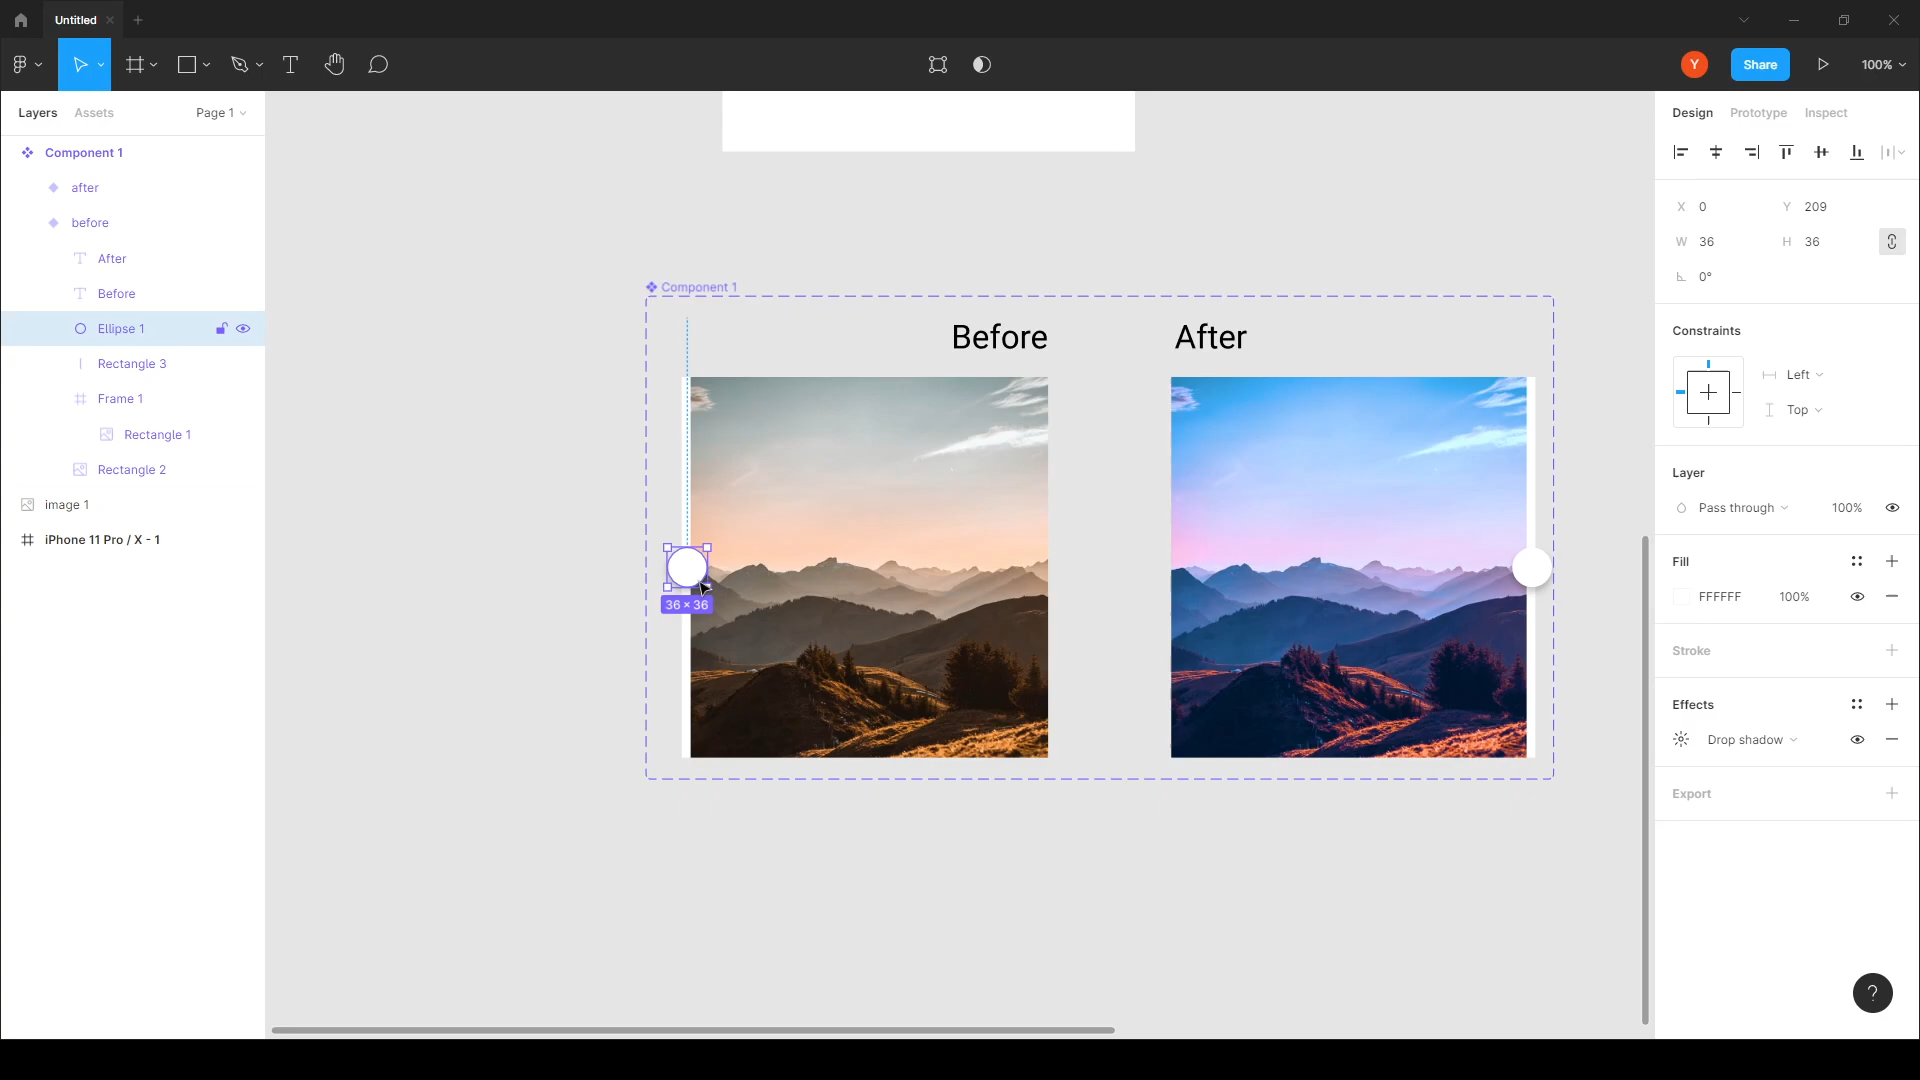 Untitled
Share
100%
Layers
Assets
Page 1
Component 1
after
before
After
Before
Ellipse 1
Rectangle 3
Frame 1
Rectangle 1
Rectangle 2
image 1
iPhone 11 Pro / X - 1
Component 1
Before
After
36 × 36
Design
Prototype
Inspect
X 0
Y 209
W 36
H 36
0°
Constraints
Left
Top
Layer
Pass through
100%
Fill
FFFFFF
100%
Stroke
Effects
Drop shadow
Export
Y
?